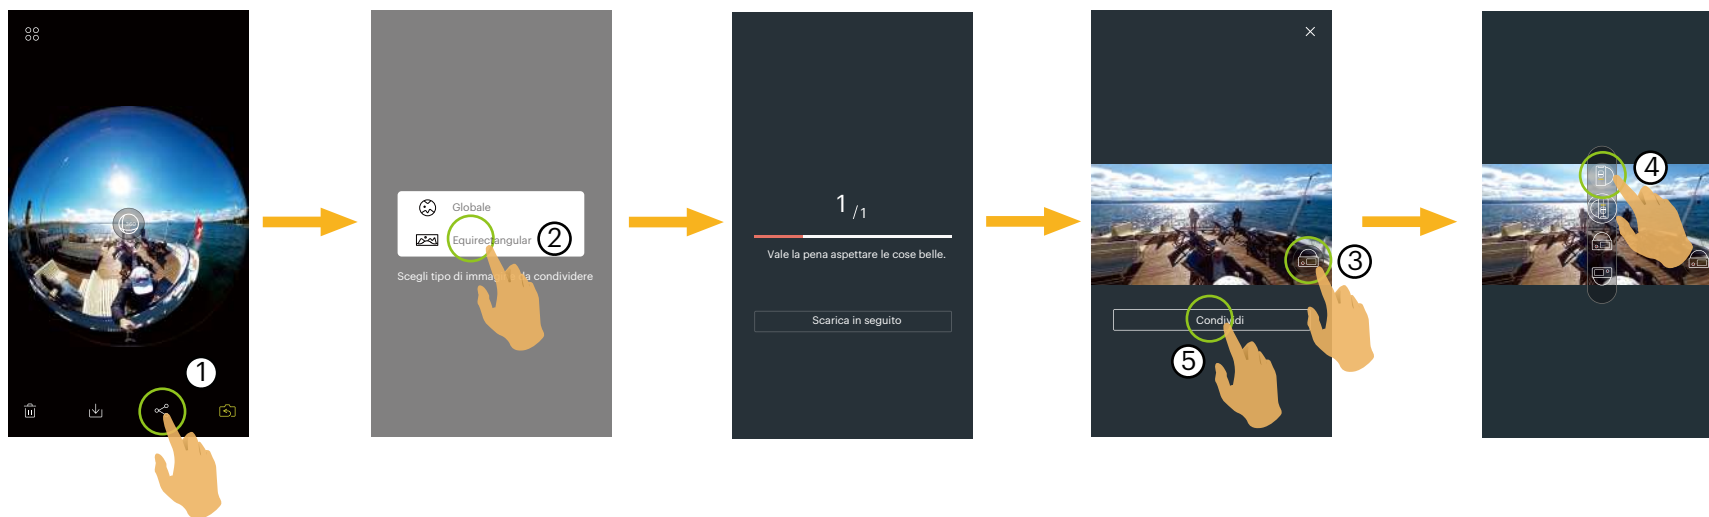 1
Globale
Equirectangular
2
Scegli tipo di immagine da condividere
1 /1
Vale la pena aspettare le cose belle.
Scarica in seguito
3
Condividi
5
4